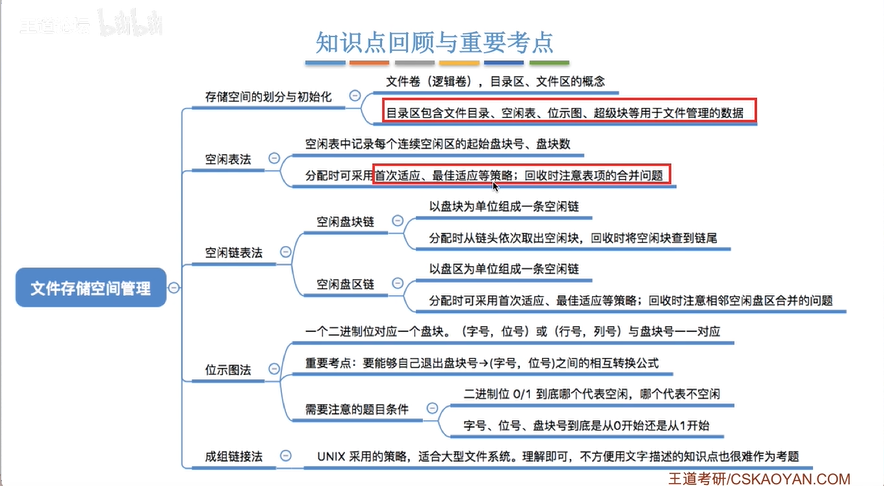 bilibili
知识点回顾与重要考点
文件卷（逻辑卷），目录区、文件区的概念
存储空间的划分与初始化
目录区包含文件目录、空闲表、位示图、超级块等用于文件管理的数据
空闲表中记录每个连续空闲区的起始盘块号、盘块数
空闲表法
分配时可采用首次适应、最佳适应等策略；回收时注意表项的合并问题
以盘块为单位组成一条空闲链
空闲盘块链
分配时从链头依次取出空闲块，回收时将空闲块查到链尾
空闲链表法
以盘区为单位组成一条空闲链
空闲盘区链
分配时可采用首次适应、最佳适应等策略；回收时注意相邻空闲盘区合并的问题
文件存储空间管理
一个二进制位对应一个盘块。（字号，位号）或（行号，列号）与盘块号一一对应
位示图法
重要考点：要能够自己退出盘块号→(字号，位号)之间的相互转换公式
二进制位 0/1 到底哪个代表空闲，哪个代表不空闲
需要注意的题目条件
字号、位号、盘块号到底是从0开始还是从1开始
成组链接法
UNIX 采用的策略，适合大型文件系统。理解即可，不方便用文字描述的知识点也很难作为考题
王道考研/CSKAOYAN.COM